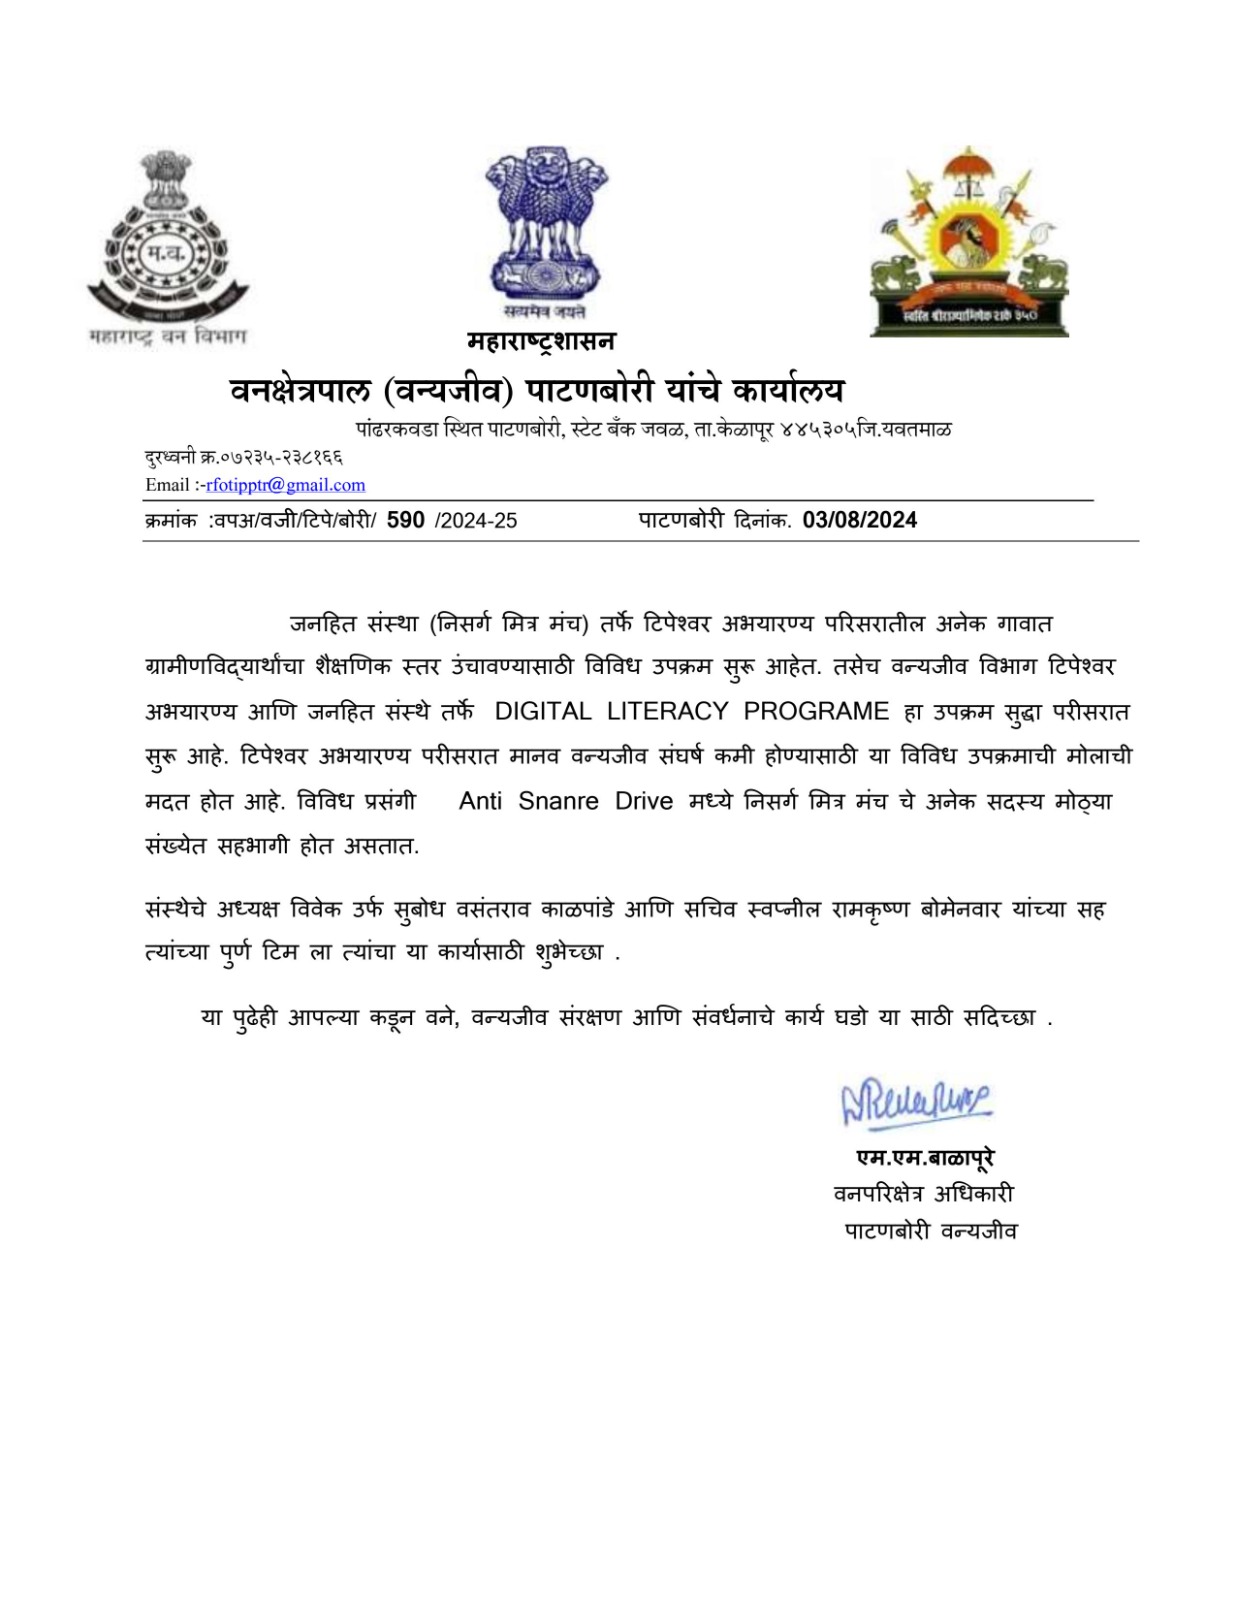 म.व.
महाराष्ट्र वन विभाग
सत्यमेव जयते
महाराष्ट्रशासन
स्वस्ति श्रीराज्याभिषेक शके ३५०
वनक्षेत्रपाल (वन्यजीव) पाटणबोरी यांचे कार्यालय
पांढरकवडा स्थित पाटणबोरी, स्टेट बँक जवळ, ता.केळापूर ४४५३०५जि.यवतमाळ
दुरध्वनी क्र.०७२३५-२३८१६६
Email :-rfotipptr@gmail.com
क्रमांक :वपअ/वजी/टिपे/बोरी/ 590 /2024-25 पाटणबोरी दिनांक. 03/08/2024
जनहित संस्था (निसर्ग मित्र मंच) तर्फे टिपेश्वर अभयारण्य परिसरातील अनेक गावात
ग्रामीणविद्यार्थांचा शैक्षणिक स्तर उंचावण्यासाठी विविध उपक्रम सुरू आहेत. तसेच वन्यजीव विभाग टिपेश्वर
अभयारण्य आणि जनहित संस्थे तर्फे DIGITAL LITERACY PROGRAME हा उपक्रम सुद्धा परीसरात
सुरू आहे. टिपेश्वर अभयारण्य परीसरात मानव वन्यजीव संघर्ष कमी होण्यासाठी या विविध उपक्रमाची मोलाची
मदत होत आहे. विविध प्रसंगी Anti Snanre Drive मध्ये निसर्ग मित्र मंच चे अनेक सदस्य मोठ्या
संख्येत सहभागी होत असतात.
संस्थेचे अध्यक्ष विवेक उर्फ सुबोध वसंतराव काळपांडे आणि सचिव स्वप्नील रामकृष्ण बोमेनवार यांच्या सह
त्यांच्या पुर्ण टिम ला त्यांचा या कार्यासाठी शुभेच्छा .
या पुढेही आपल्या कडून वने, वन्यजीव संरक्षण आणि संवर्धनाचे कार्य घडो या साठी सदिच्छा .
एम.एम.बाळापूरे
वनपरिक्षेत्र अधिकारी
पाटणबोरी वन्यजीव